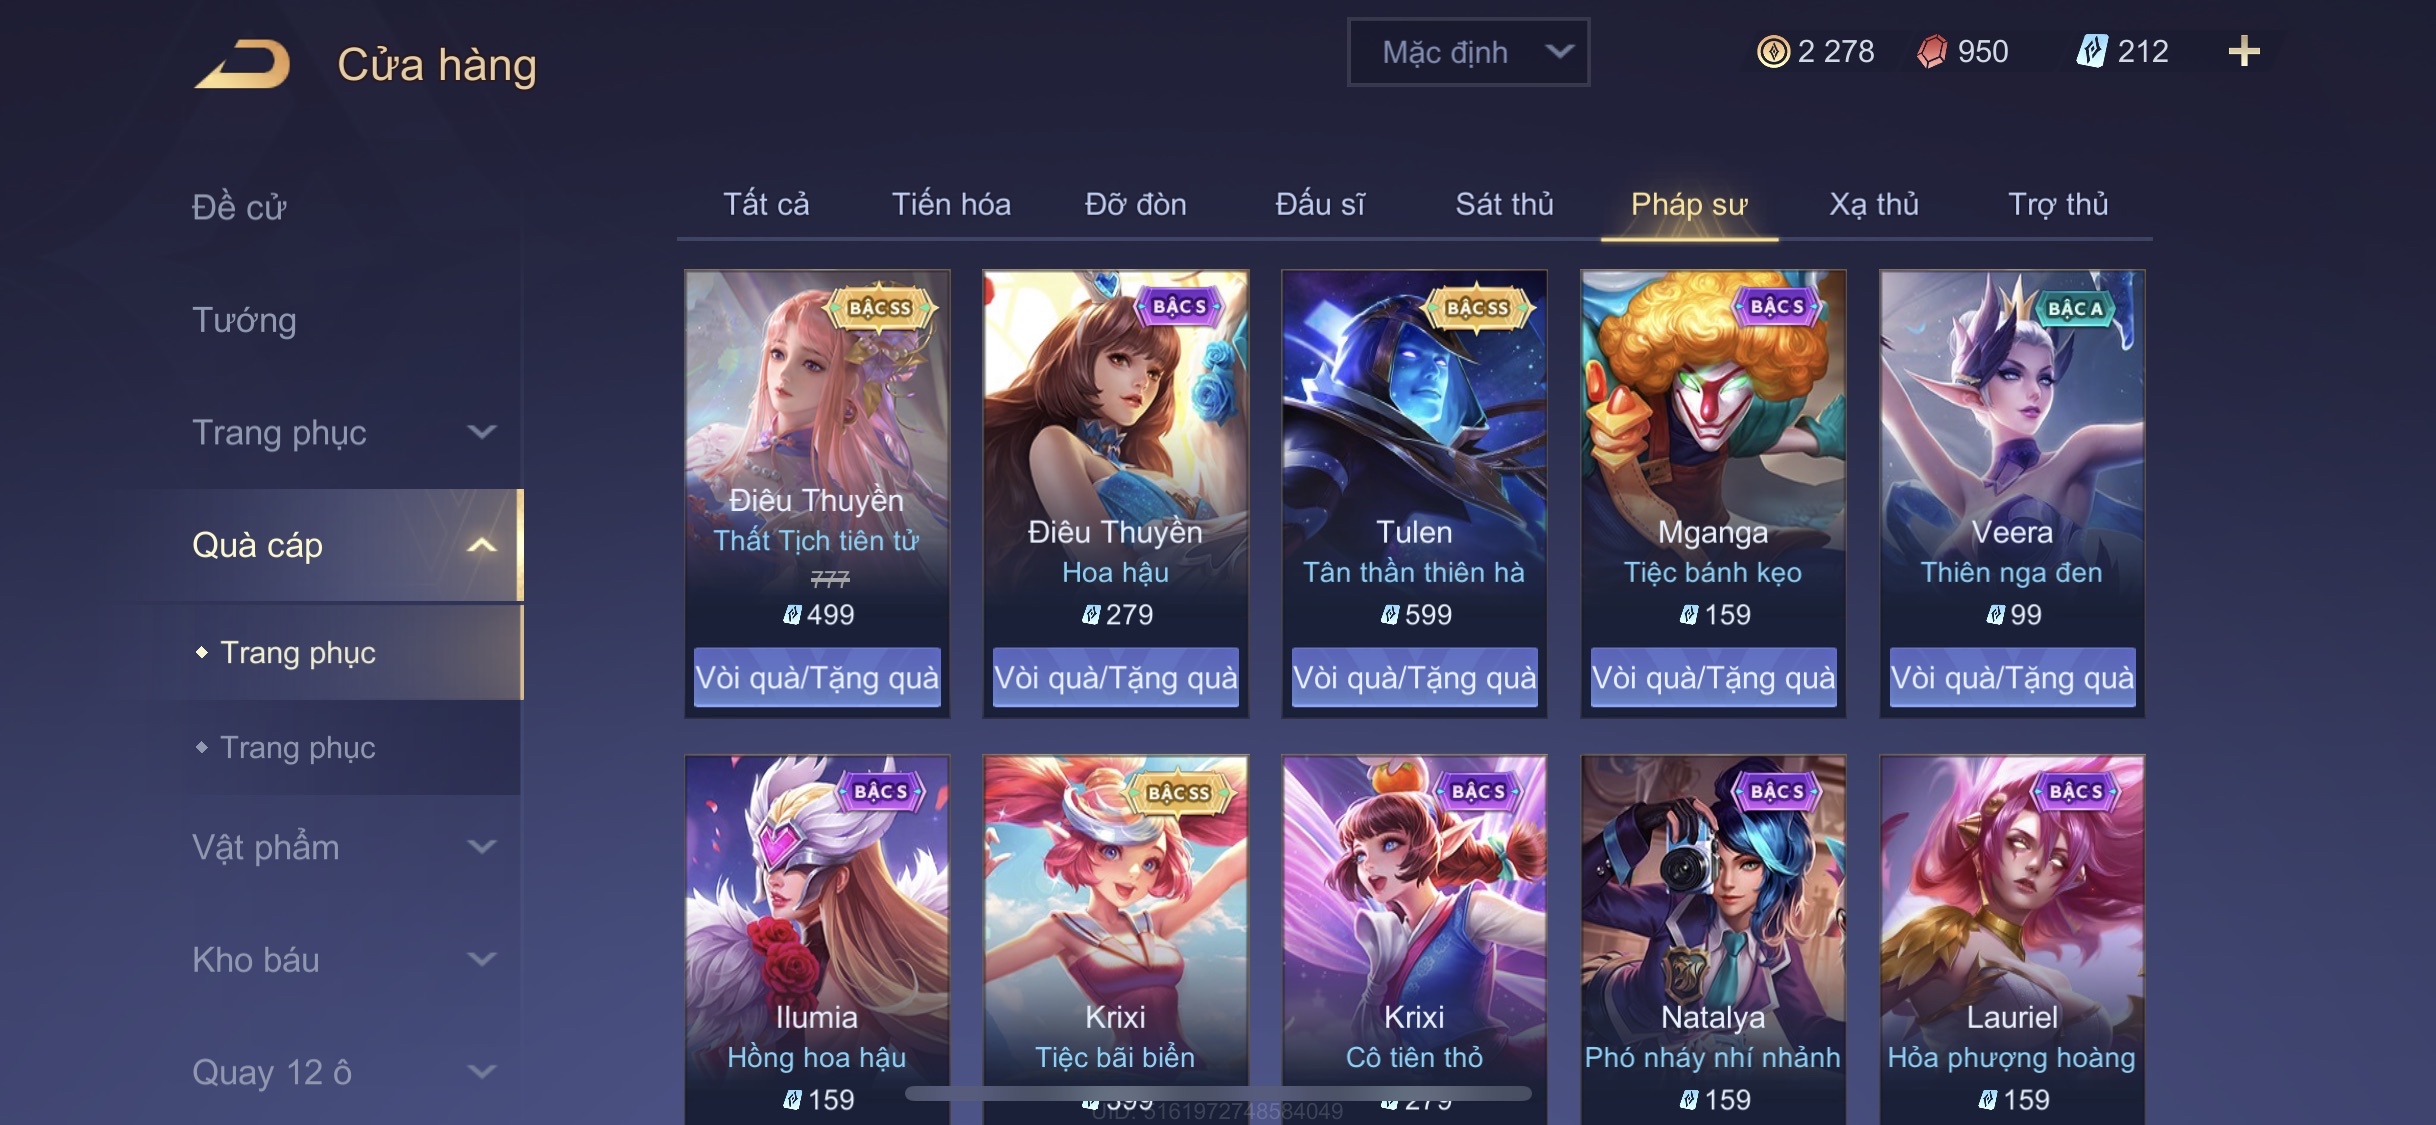 Cửa hàng
Mặc định
2 278
950
212
Đề cử
Tướng
Trang phục
Quà cáp
Trang phục
Trang phục
Vật phẩm
Kho báu
Quay 12 ô
Tất cả
Tiến hóa
Đỡ đòn
Đấu sĩ
Sát thủ
Pháp sư
Xạ thủ
Trợ thủ
BẬC SS
Điêu Thuyền
Thất Tịch tiên tử
777
499
Vòi quà/Tặng quà
BẬC S
Điêu Thuyền
Hoa hậu
279
Vòi quà/Tặng quà
BẬC SS
Tulen
Tân thần thiên hà
599
Vòi quà/Tặng quà
BẬC S
Mganga
Tiệc bánh kẹo
159
Vòi quà/Tặng quà
BẬC A
Veera
Thiên nga đen
99
Vòi quà/Tặng quà
BẬC S
Ilumia
Hồng hoa hậu
159
BẬC SS
Krixi
Tiệc bãi biển
BẬC S
Krixi
Cô tiên thỏ
279
BẬC S
Natalya
Phó nháy nhí nhảnh
159
BẬC S
Lauriel
Hỏa phượng hoàng
159
UID: 5161972748584049